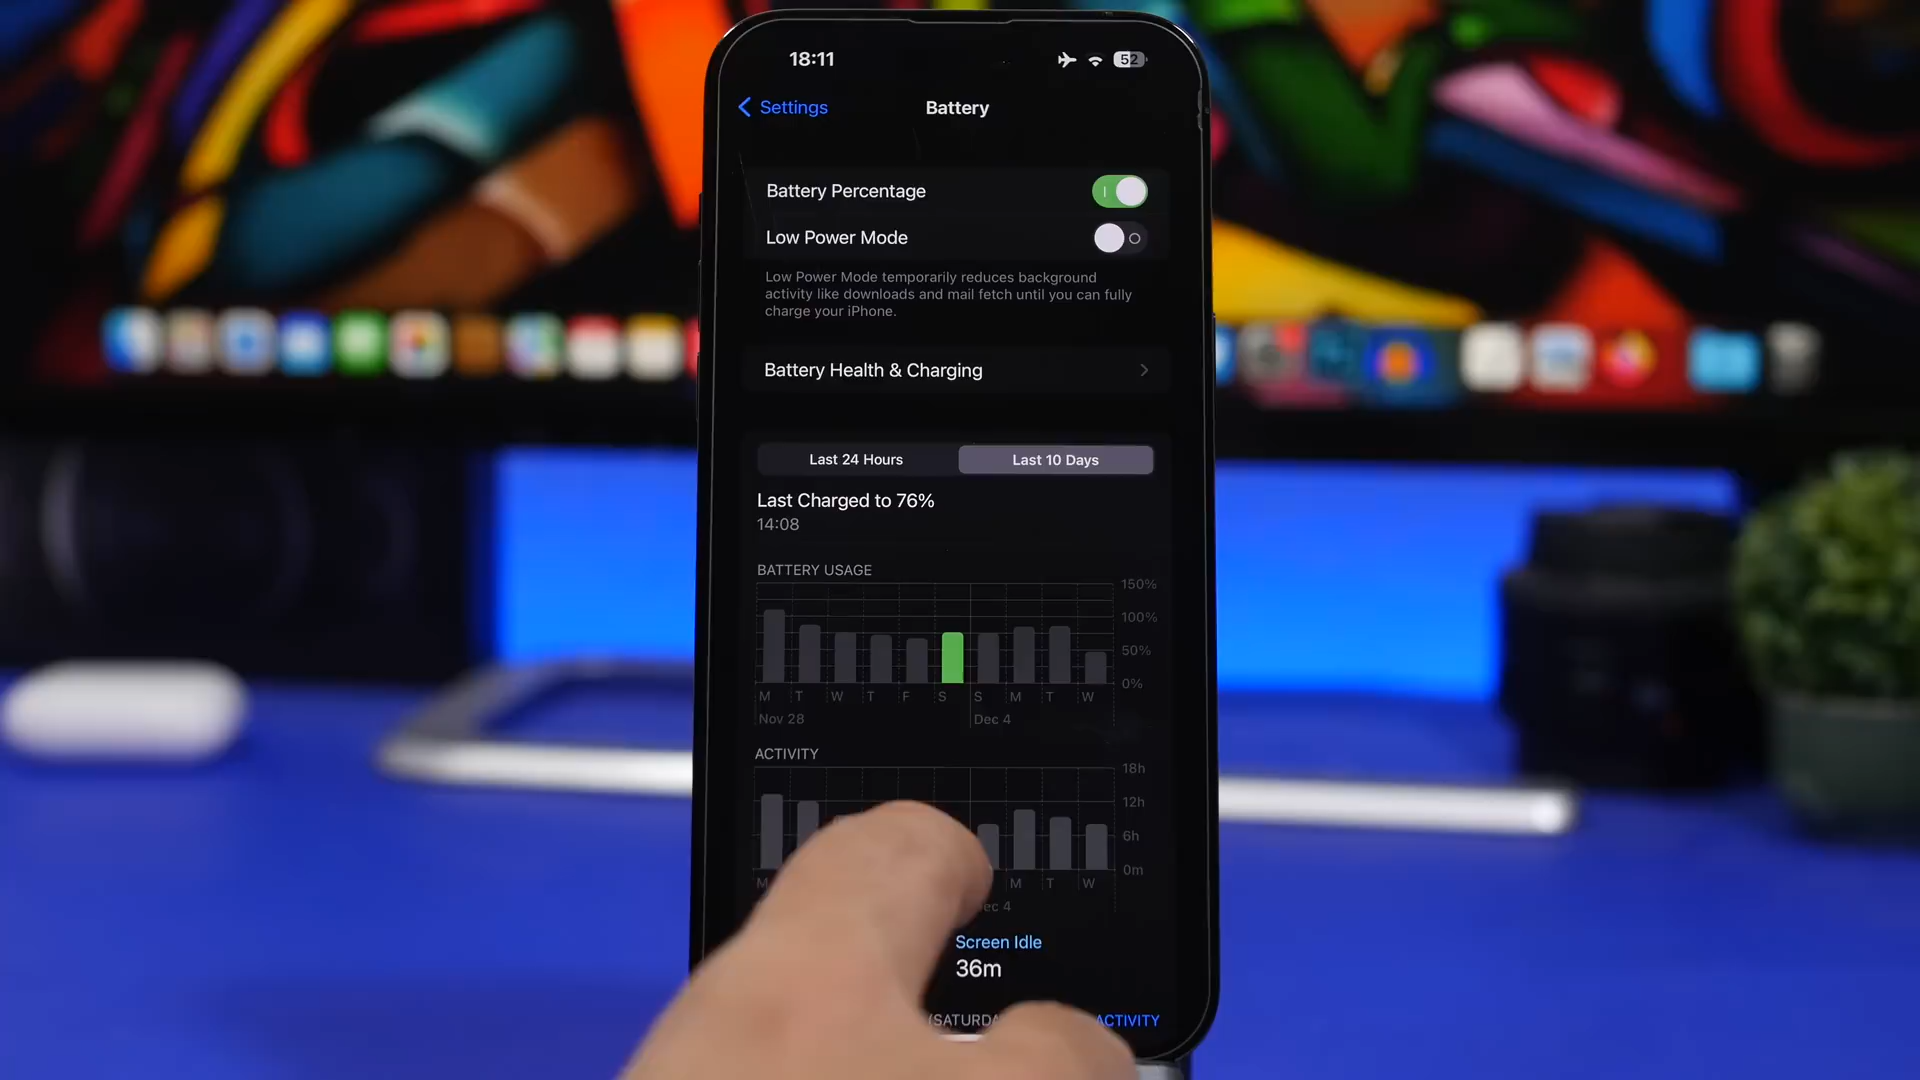 18:11 52
Settings Battery
Battery Percentage
Low Power Mode
Low Power Mode temporarily reduces background
activity like downloads and mail fetch until you can fully
charge your iPhone.
Battery Health & Charging
Last 24 Hours Last 10 Days
Last Charged to 76%
14:08
BATTERY USAGE
150%
100%
50%
0%
M T W T F S S M T W
Nov 28 Dec 4
ACTIVITY
18h
12h
6h
0m
M M T W
ec 4
Screen Idle
36m
(SATURDA ACTIVITY